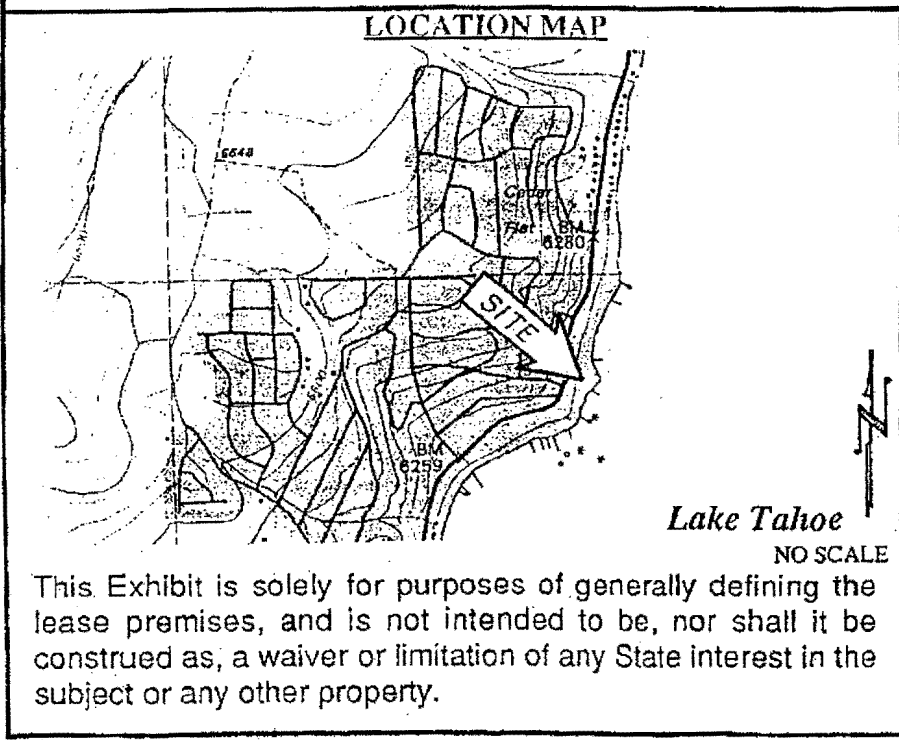 LOCATION MAP
6648
Cedar
Flat BM
6280
SITE
BM
6259
Lake Tahoe
NO SCALE
This Exhibit is solely for purposes of generally defining the
lease premises, and is not intended to be, nor shall it be
construed as, a waiver or limitation of any State interest in the
subject or any other property.